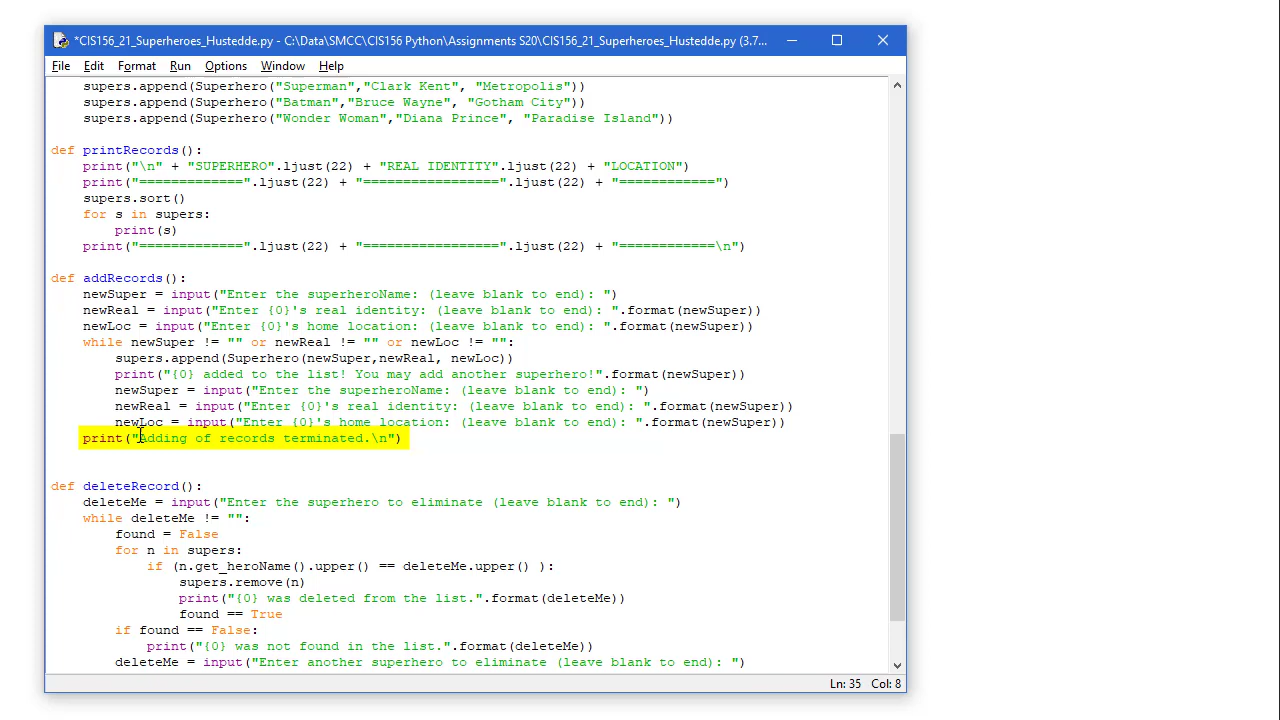 *CIS156_21_Superheroes_Hustedde.py - C:\Data\SMCC\CIS156 Python\Assignments S20\CIS156_21_Superheroes_Hustedde.py (3.7...
File Edit Format Run Options Window Help
    supers.append(Superhero("Superman","Clark Kent", "Metropolis"))
    supers.append(Superhero("Batman","Bruce Wayne", "Gotham City"))
    supers.append(Superhero("Wonder Woman","Diana Prince", "Paradise Island"))
def printRecords():
    print("\n" + "SUPERHERO".ljust(22) + "REAL IDENTITY".ljust(22) + "LOCATION")
    print("=============".ljust(22) + "=================".ljust(22) + "============")
    supers.sort()
    for s in supers:
        print(s)
    print("=============".ljust(22) + "=================".ljust(22) + "============\n")
def addRecords():
    newSuper = input("Enter the superheroName: (leave blank to end): ")
    newReal = input("Enter {0}'s real identity: (leave blank to end): ".format(newSuper))
    newLoc = input("Enter {0}'s home location: (leave blank to end): ".format(newSuper))
    while newSuper != "" or newReal != "" or newLoc != "":
        supers.append(Superhero(newSuper,newReal, newLoc))
        print("{0} added to the list! You may add another superhero!".format(newSuper))
        newSuper = input("Enter the superheroName: (leave blank to end): ")
        newReal = input("Enter {0}'s real identity: (leave blank to end): ".format(newSuper))
        newLoc = input("Enter {0}'s home location: (leave blank to end): ".format(newSuper))
    print("Adding of records terminated.\n")
def deleteRecord():
    deleteMe = input("Enter the superhero to eliminate (leave blank to end): ")
    while deleteMe != "":
        found = False
        for n in supers:
            if (n.get_heroName().upper() == deleteMe.upper() ):
                supers.remove(n)
                print("{0} was deleted from the list.".format(deleteMe))
                found == True
        if found == False:
            print("{0} was not found in the list.".format(deleteMe))
        deleteMe = input("Enter another superhero to eliminate (leave blank to end): ")
Ln: 35 Col: 8